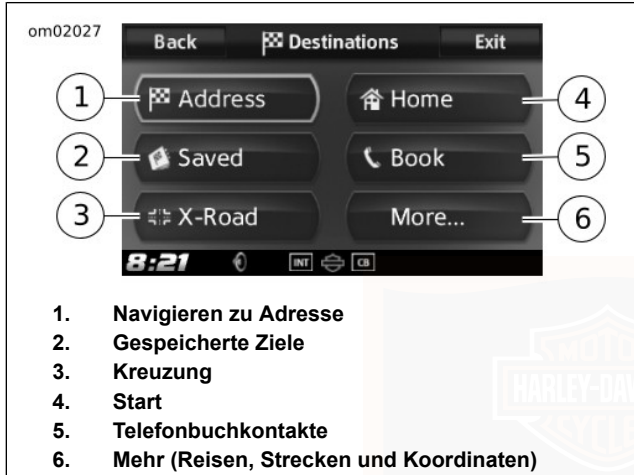 om02027
Back Destinations Exit
1 Address Home 4
2 Saved Book 5
3 X-Road More... 6
8:21 INT CB
1. Navigieren zu Adresse
2. Gespeicherte Ziele
3. Kreuzung
4. Start
5. Telefonbuchkontakte
6. Mehr (Reisen, Strecken und Koordinaten)